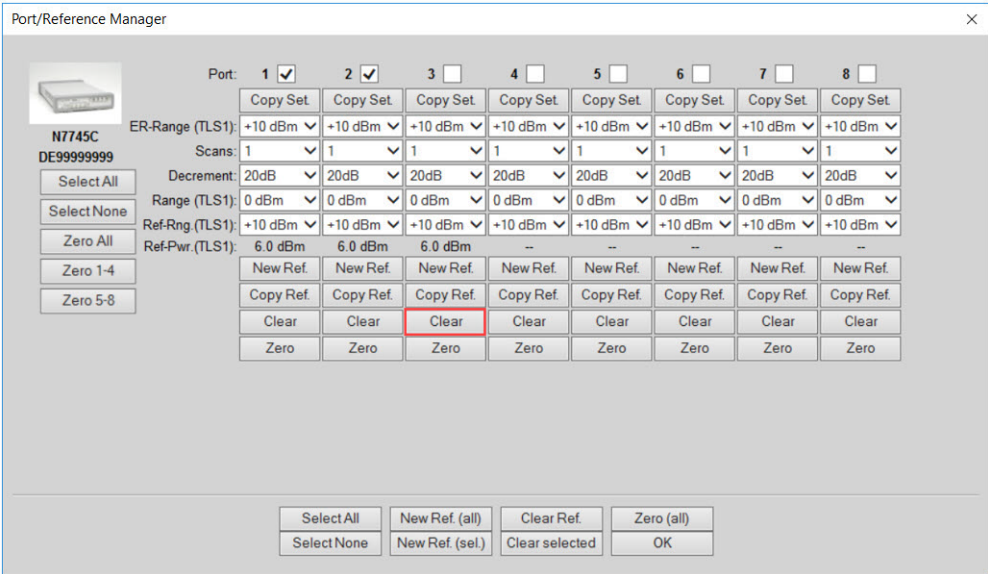 Port/Reference Manager
Port: 1 2 3 4 5 6 7 8
Copy Set. Copy Set. Copy Set. Copy Set. Copy Set. Copy Set. Copy Set. Copy Set.
N7745C
DE99999999
ER-Range (TLS1): +10 dBm +10 dBm +10 dBm +10 dBm +10 dBm +10 dBm +10 dBm +10 dBm
Scans: 1 1 1 1 1 1 1 1
Select All
Decrement: 20dB 20dB 20dB 20dB 20dB 20dB 20dB 20dB
Range (TLS1): 0 dBm 0 dBm 0 dBm 0 dBm 0 dBm 0 dBm 0 dBm 0 dBm
Select None
Ref-Rng.(TLS1): +10 dBm +10 dBm +10 dBm +10 dBm +10 dBm +10 dBm +10 dBm +10 dBm
Zero All
Ref-Pwr.(TLS1): 6.0 dBm 6.0 dBm 6.0 dBm -- -- -- -- --
Zero 1-4
New Ref. New Ref. New Ref. New Ref. New Ref. New Ref. New Ref. New Ref.
Zero 5-8
Copy Ref. Copy Ref. Copy Ref. Copy Ref. Copy Ref. Copy Ref. Copy Ref. Copy Ref.
Clear Clear Clear Clear Clear Clear Clear Clear
Zero Zero Zero Zero Zero Zero Zero Zero
Select All New Ref. (all) Clear Ref. Zero (all)
Select None New Ref. (sel.) Clear selected OK